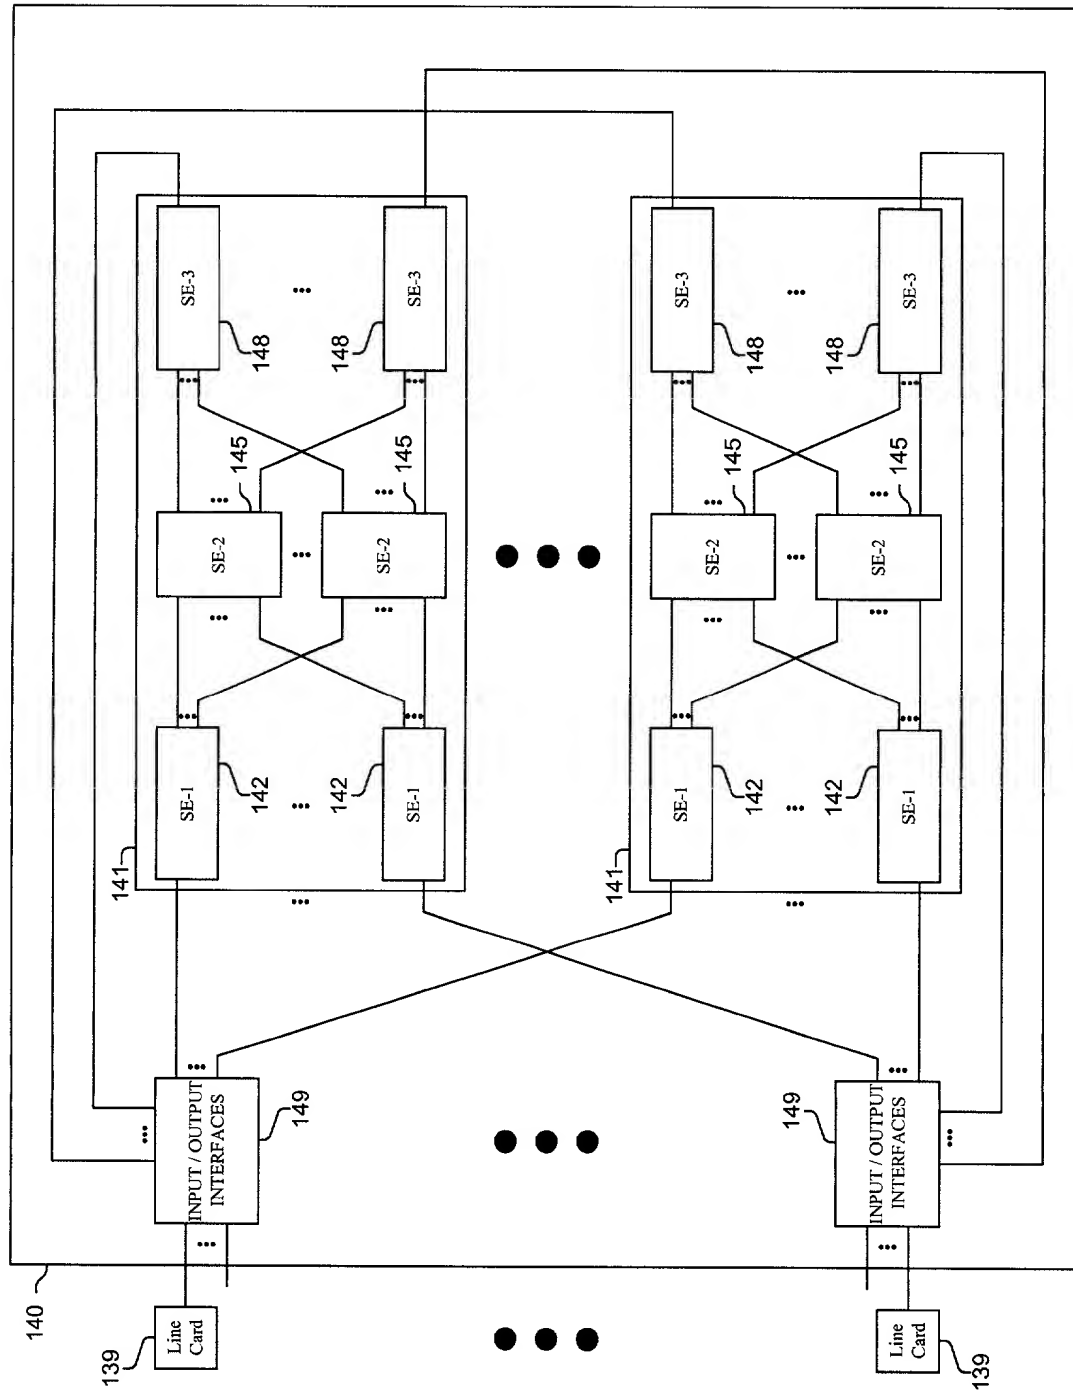 140
139
Line
Card
INPUT / OUTPUT
INTERFACES
149
141
SE-1
142
SE-1
142
SE-2
145
SE-2
145
SE-3
148
SE-3
148
141
SE-1
142
SE-1
142
SE-2
145
SE-2
145
SE-3
148
SE-3
148
INPUT / OUTPUT
INTERFACES
149
Line
Card
139